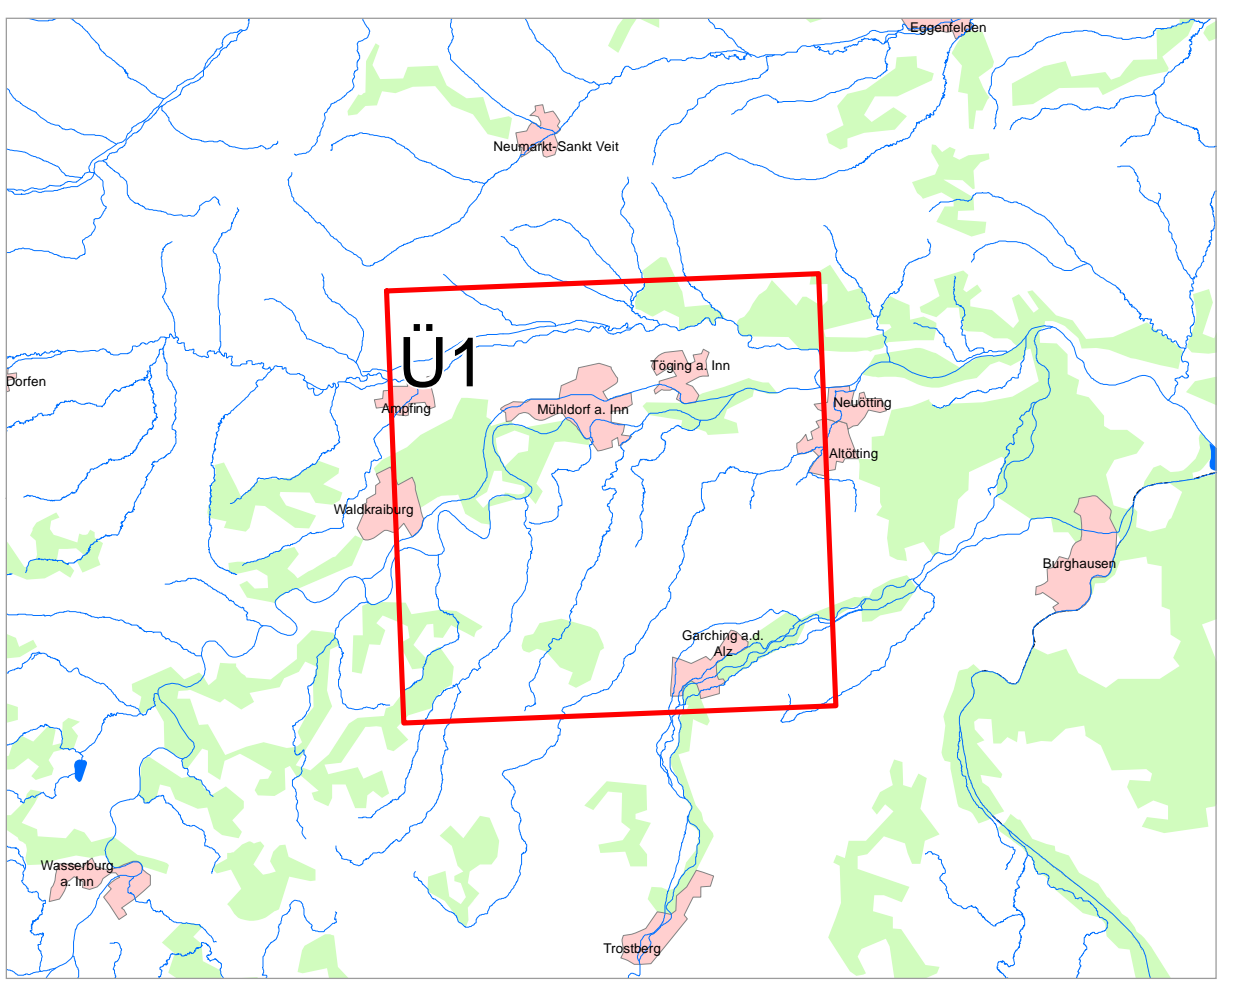 Eggenfelden
Neumarkt-Sankt Veit
Ü1
Töging a. Inn
Dorfen
Ampfing
Mühldorf a. Inn
Neuötting
Altötting
Waldkraiburg
Burghausen
Garching a.d.
Alz
Wasserburg
a. Inn
Trostberg